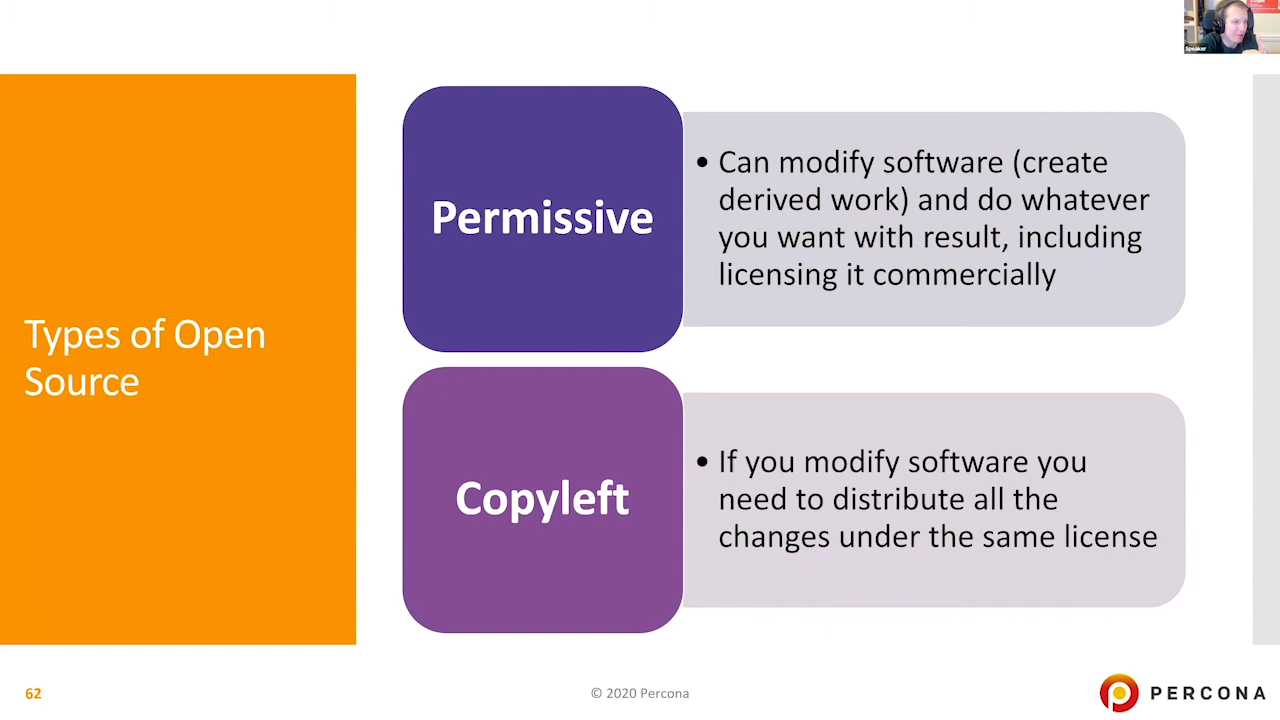 Speaker
Types of Open
Source
Permissive
• Can modify software (create
derived work) and do whatever
you want with result, including
licensing it commercially
Copyleft
• If you modify software you
need to distribute all the
changes under the same license
62
© 2020 Percona
PERCONA